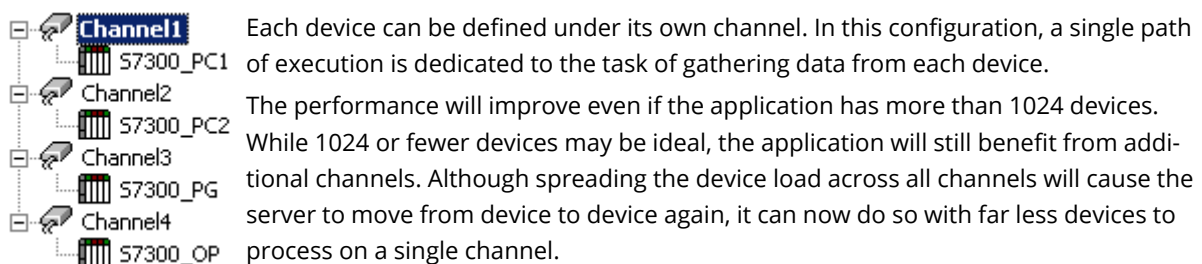 Channel1
S7300_PC1
Channel2
S7300_PC2
Channel3
S7300_PG
Channel4
S7300_OP
Each device can be defined under its own channel. In this configuration, a single path
of execution is dedicated to the task of gathering data from each device.
The performance will improve even if the application has more than 1024 devices.
While 1024 or fewer devices may be ideal, the application will still benefit from addi-
tional channels. Although spreading the device load across all channels will cause the
server to move from device to device again, it can now do so with far less devices to
process on a single channel.